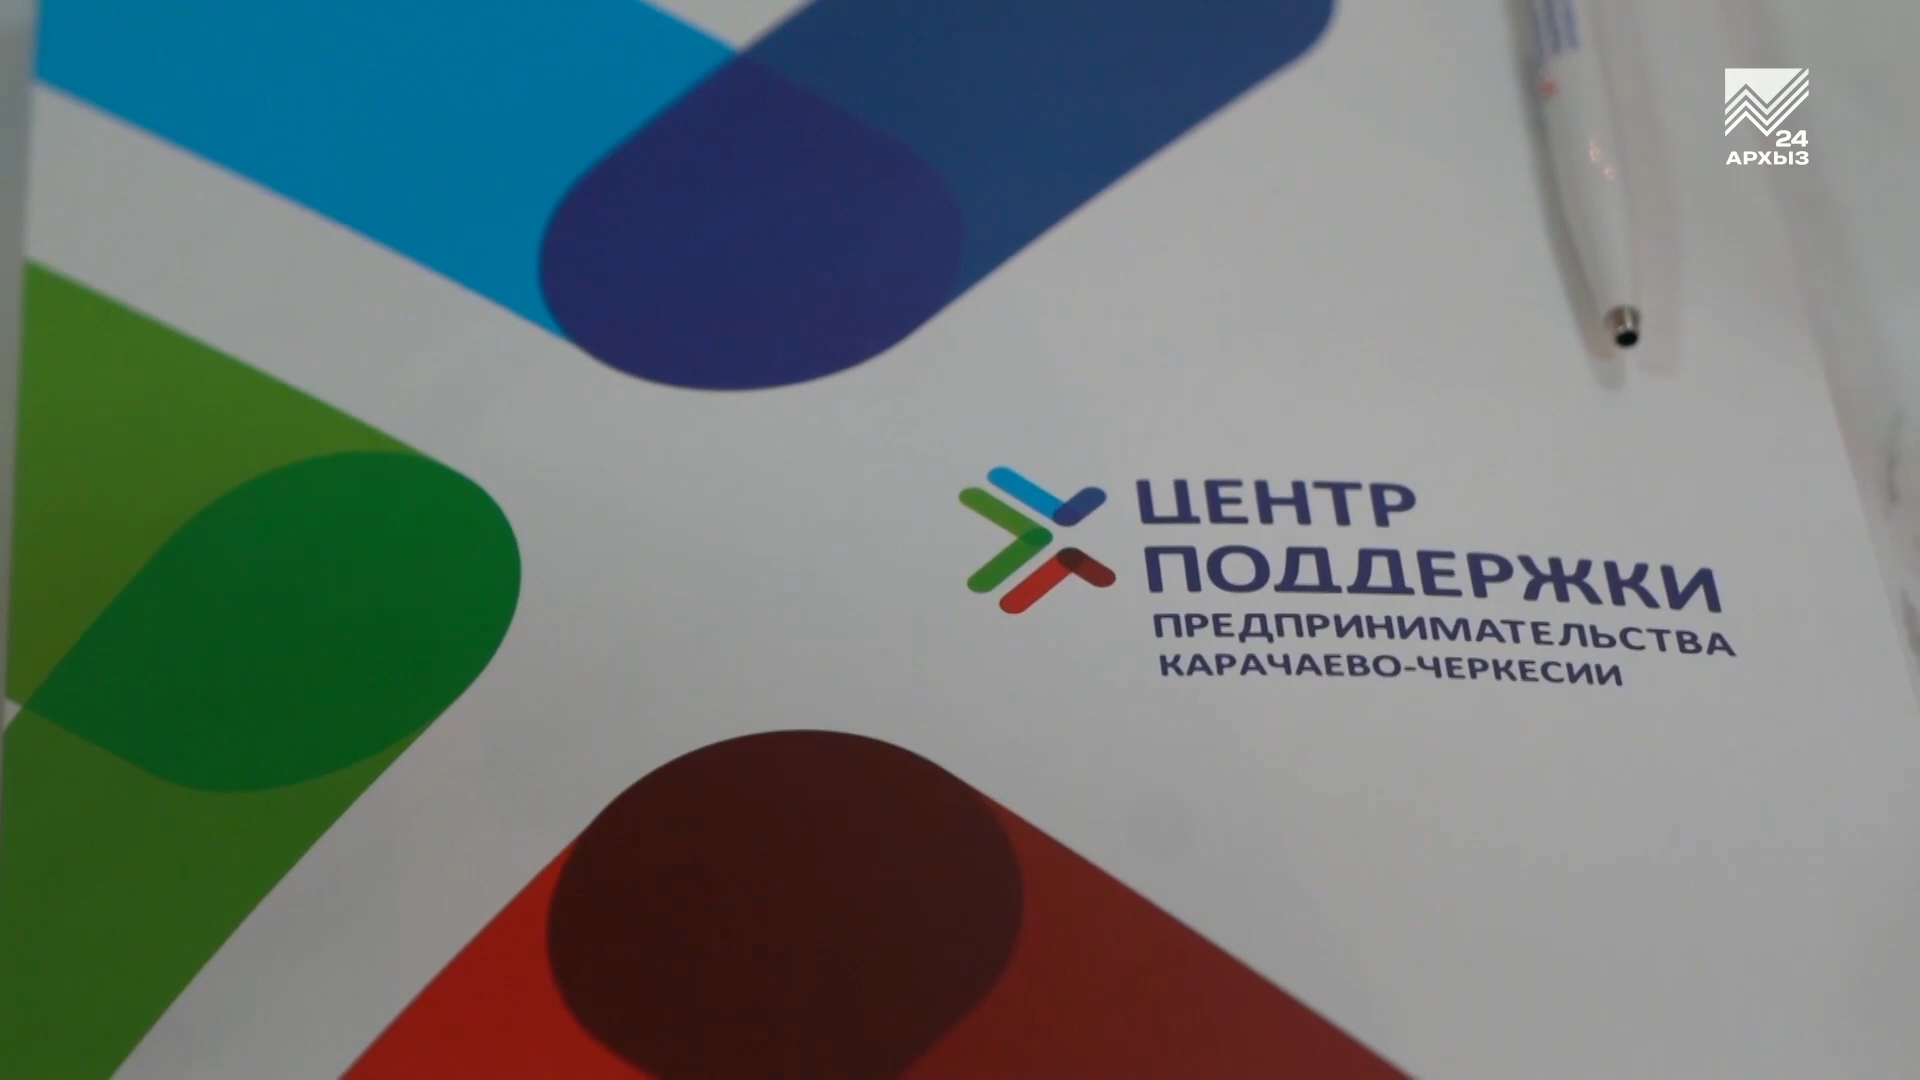 24
АРХЫЗ
ЦЕНТР
ПОДДЕРЖКИ
ПРЕДПРИНИМАТЕЛЬСТВА
КАРАЧАЕВО-ЧЕРКЕСИИ